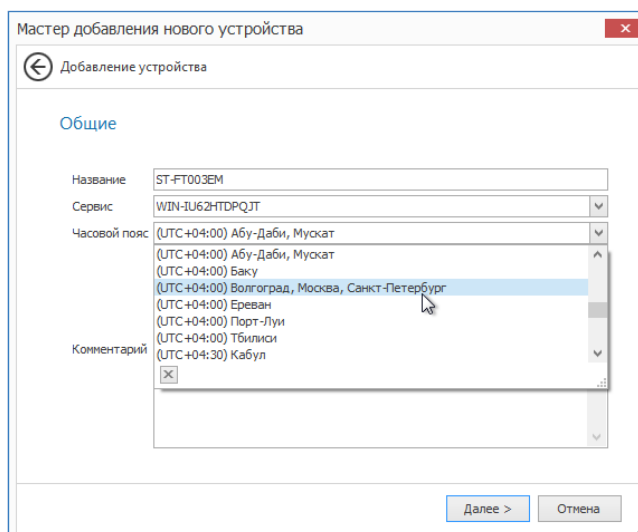 Мастер добавления нового устройства
Добавление устройства
Общие
Название ST-FT003EM
Сервис WIN-IU62HTDPQJT
Часовой пояс (UTC+04:00) Абу-Даби, Мускат
(UTC+04:00) Абу-Даби, Мускат
(UTC+04:00) Баку
(UTC+04:00) Волгоград, Москва, Санкт-Петербург
(UTC+04:00) Ереван
(UTC+04:00) Порт-Луи
(UTC+04:00) Тбилиси
(UTC+04:30) Кабул
Комментарий
Далее > Отмена